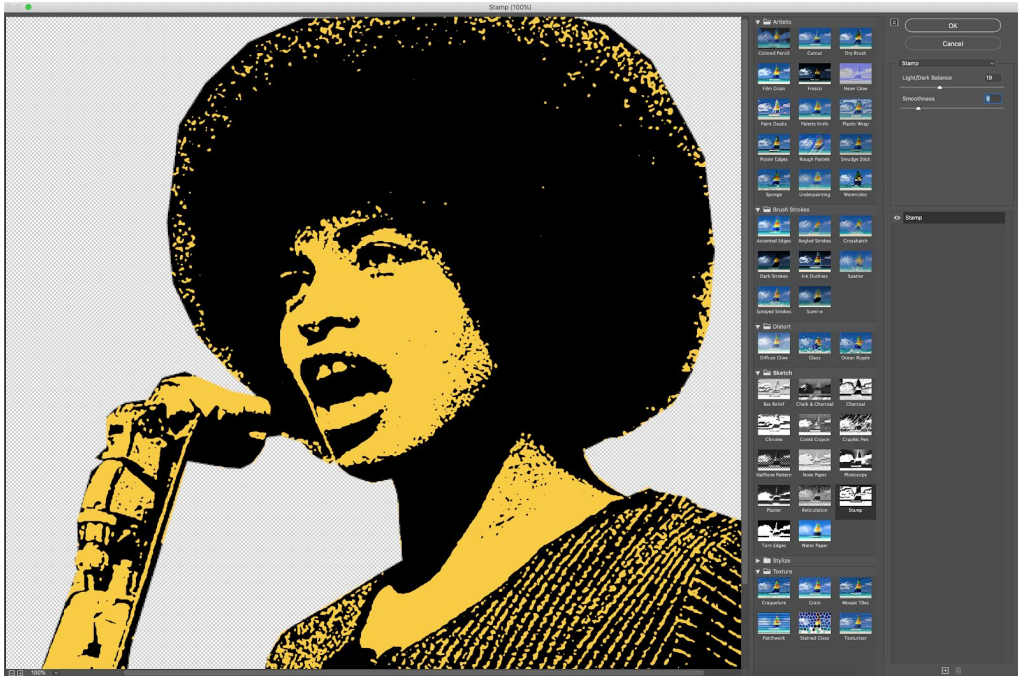 Stamp (100%)
Artistic
Colored Pencil Cutout Dry Brush
Film Grain Fresco Neon Glow
Paint Daubs Palette Knife Plastic Wrap
Poster Edges Rough Pastels Smudge Stick
Sponge Underpainting Watercolor
Brush Strokes
Accented Edges Angled Strokes Crosshatch
Dark Strokes Ink Outlines Spatter
Sprayed Strokes Sumi-e
Distort
Diffuse Glow Glass Ocean Ripple
Sketch
Bas Relief Chalk & Charcoal Charcoal
Chrome Conté Crayon Graphic Pen
Halftone Pattern Note Paper Photocopy
Plaster Reticulation Stamp
Torn Edges Water Paper
Stylize
Texture
Craquelure Grain Mosaic Tiles
Patchwork Stained Glass Texturizer
OK
Cancel
Stamp
Light/Dark Balance 19
Smoothness 9
Stamp
100%